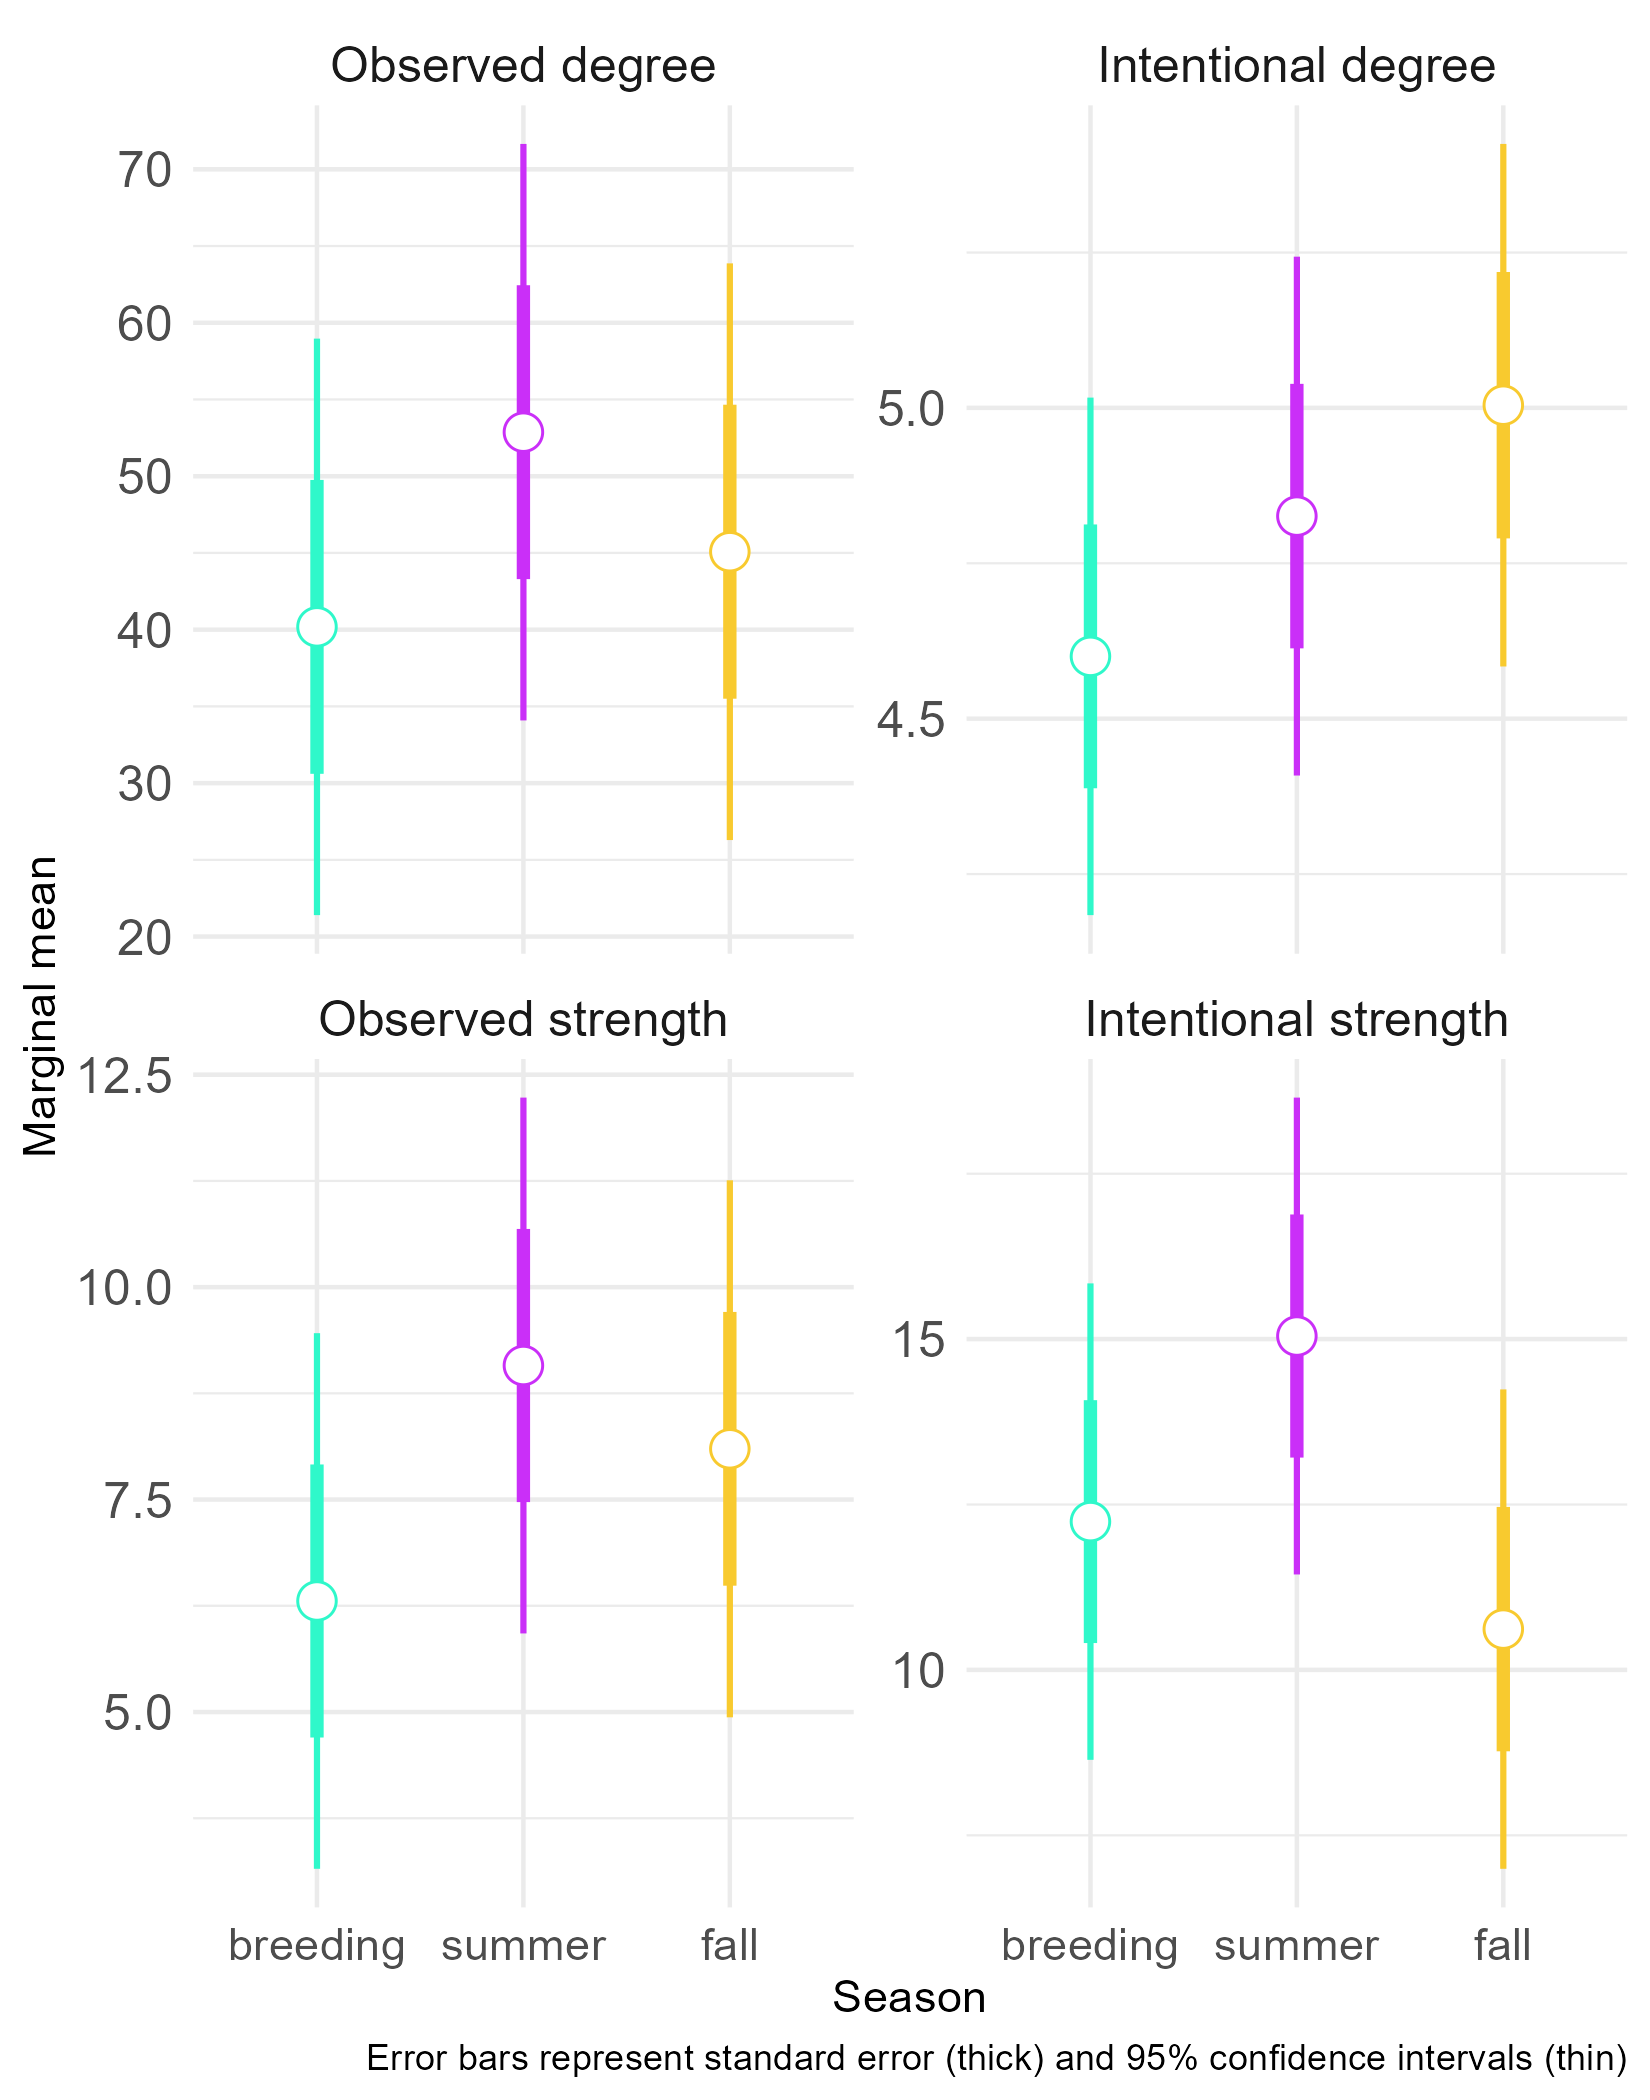 Observed degree
Intentional degree
70
60
50
40
30
20
5.0
4.5
Marginal mean
Observed strength
Intentional strength
12.5
10.0
7.5
5.0
15
10
breeding summer fall
breeding summer fall
Season
Error bars represent standard error (thick) and 95% confidence intervals (thin)